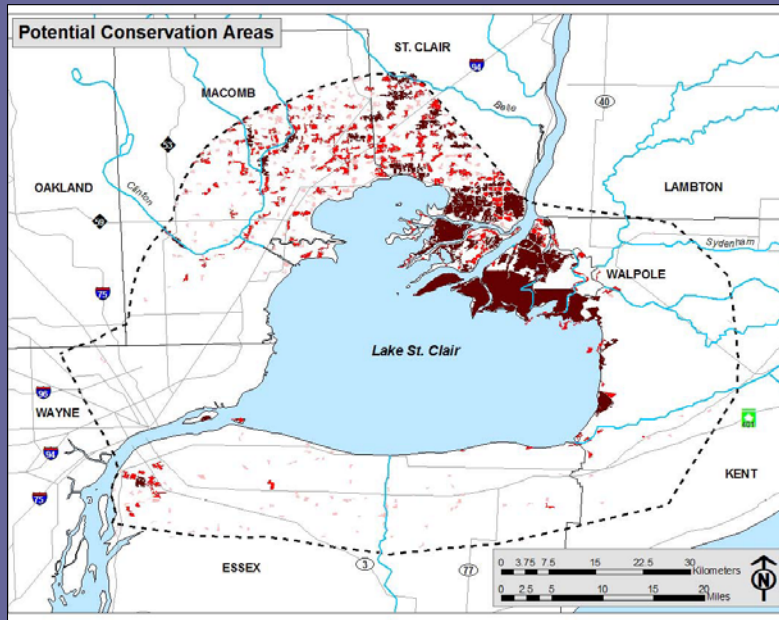 Potential Conservation Areas
ST. CLAIR
94
MACOMB
40
Belle
53
OAKLAND
Clinton
LAMBTON
59
Sydenham
WALPOLE
75
Lake St. Clair
96
WAYNE
401
94
KENT
75
ESSEX
3
77
0 3.75 7.5 15 22.5 30
Kilometers
0 2.5 5 10 15 20
Miles
N